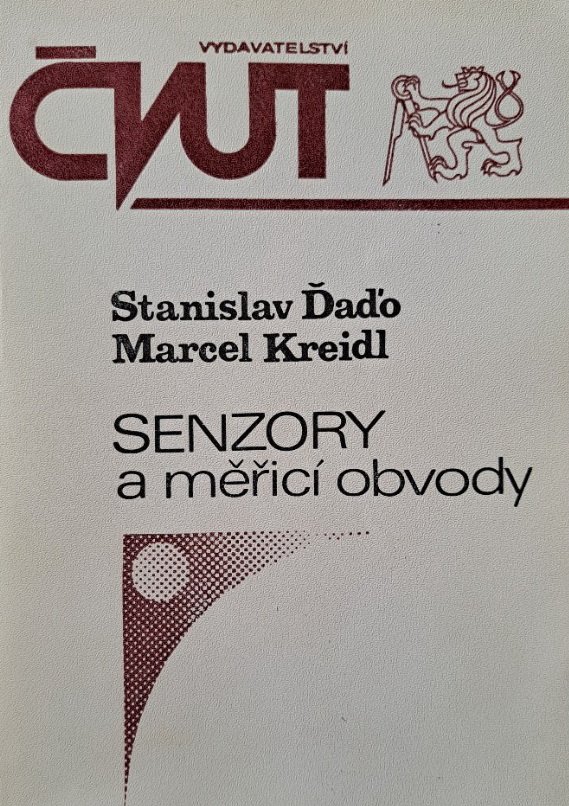 VYDAVATELSTVÍ
ČVUT
Stanislav Ďaďo
Marcel Kreidl
SENZORY
a měřicí obvody